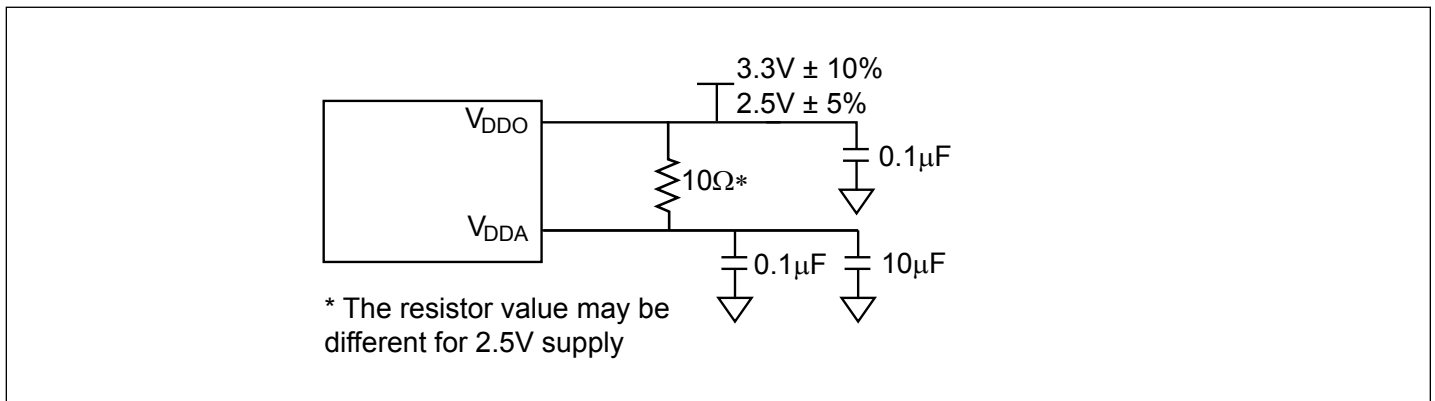 3.3V ± 10%
2.5V ± 5%
VDDO
0.1μF
10Ω*
VDDA
0.1μF
10μF
* The resistor value may be
different for 2.5V supply